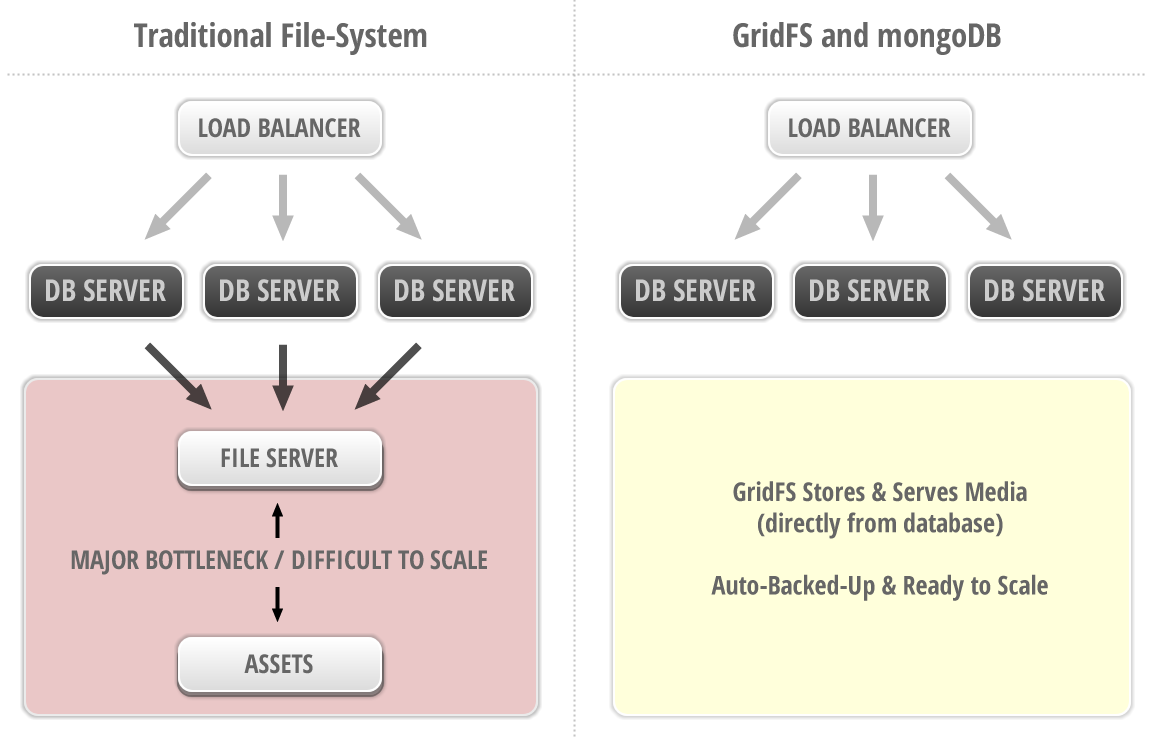 Traditional File-System
LOAD BALANCER
DB SERVER
DB SERVER
DB SERVER
FILE SERVER
MAJOR BOTTLENECK / DIFFICULT TO SCALE
ASSETS
GridFS and mongoDB
LOAD BALANCER
DB SERVER
DB SERVER
DB SERVER
GridFS Stores & Serves Media
(directly from database)
Auto-Backed-Up & Ready to Scale